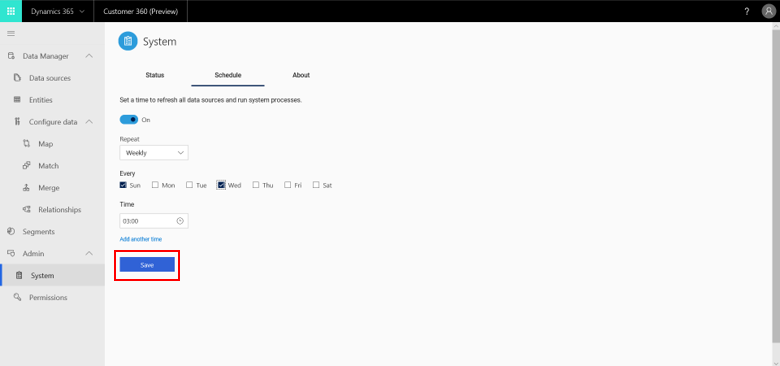 Dynamics 365
Customer 360 (Preview)
?
System
Data Manager
Data sources
Entities
Configure data
Map
Match
Merge
Relationships
Segments
Admin
System
Permissions
Status
Schedule
About
Set a time to refresh all data sources and run system processes.
On
Repeat
Weekly
Every
Sun Mon Tue Wed Thu Fri Sat
Time
03:00
Add another time
Save